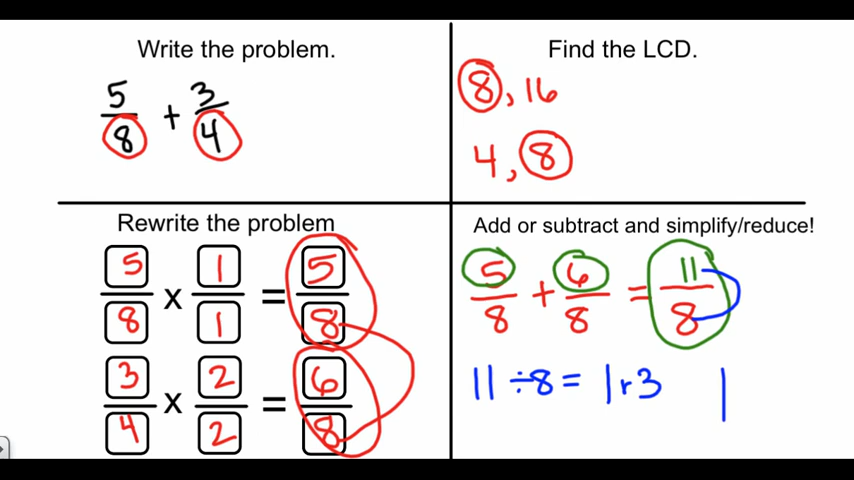 Write the problem.
5/8 + 3/4
Find the LCD.
8, 16
4, 8
Rewrite the problem
5/8 x 1/1 = 5/8
3/4 x 2/2 = 6/8
Add or subtract and simplify/reduce!
5/8 + 6/8 = 11/8
11 ÷ 8 = 1 r 3 1